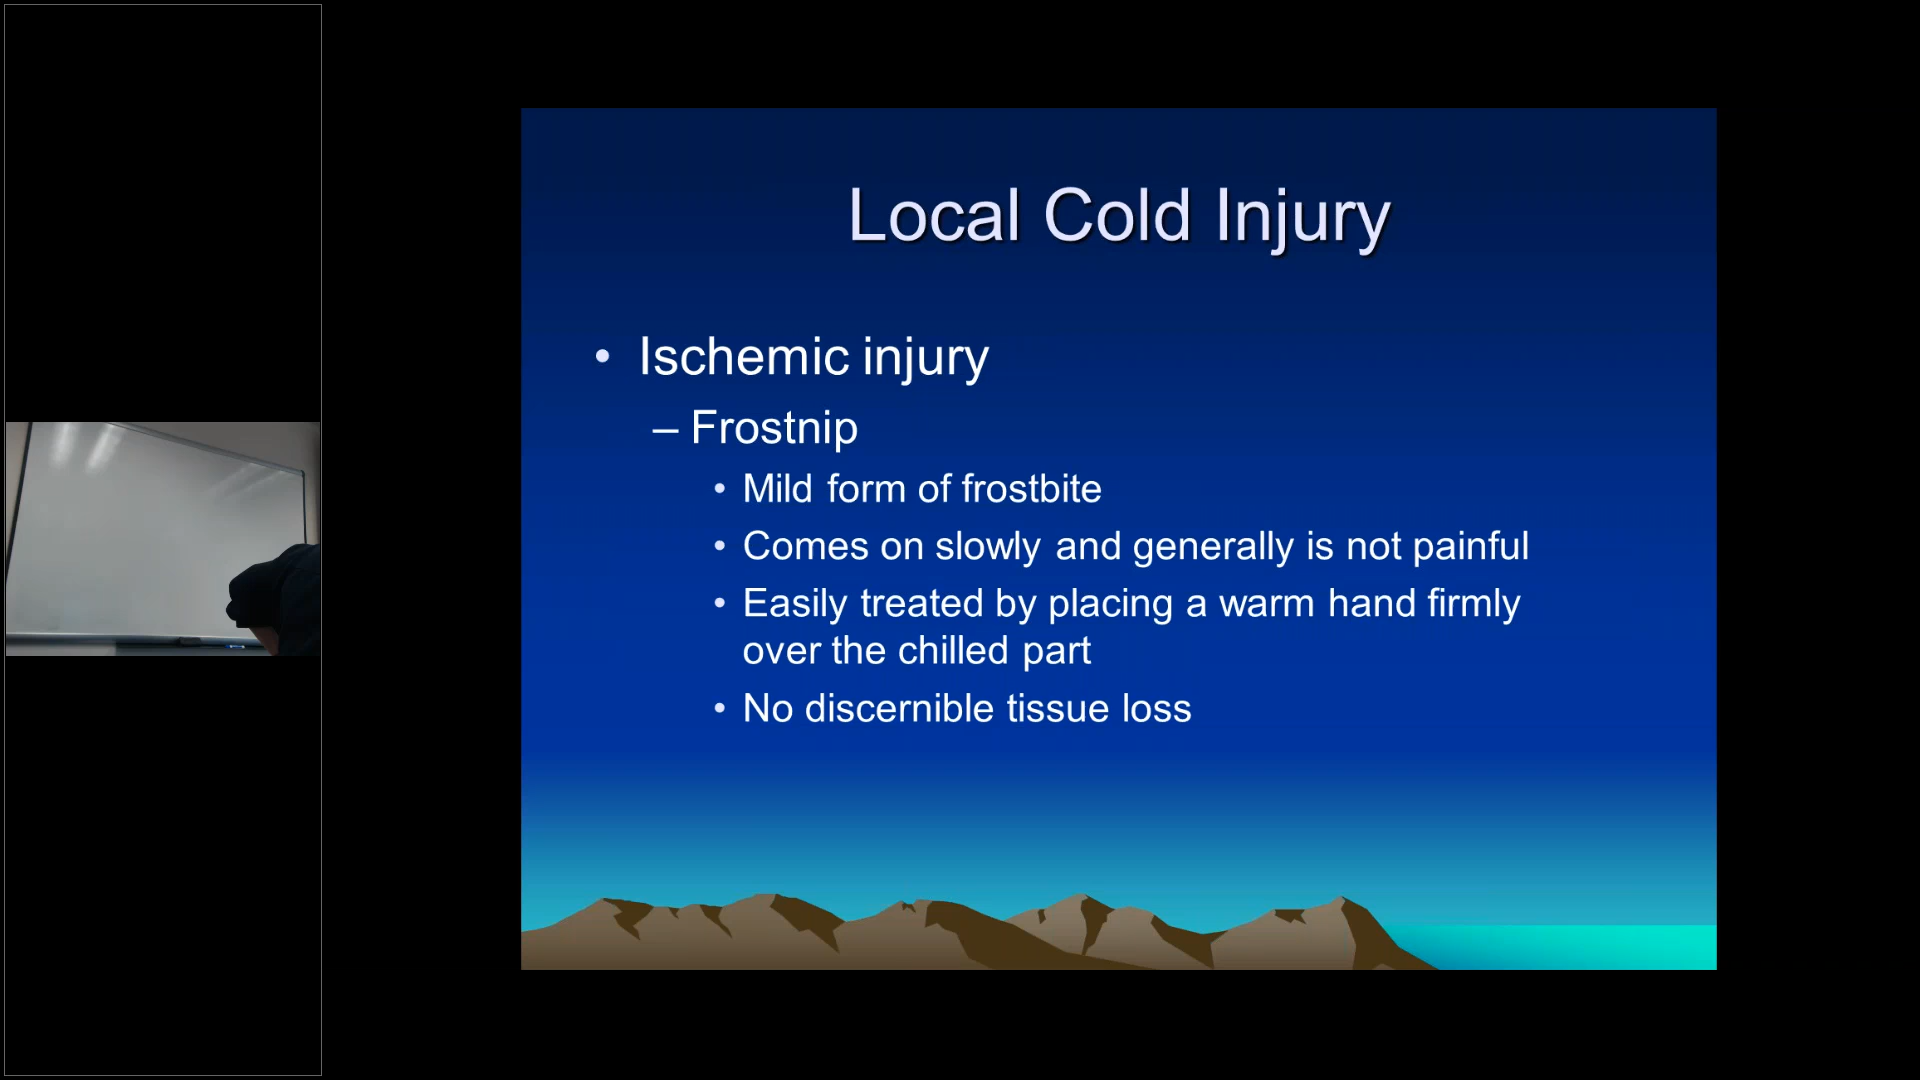 Local Cold Injury
• Ischemic injury
– Frostnip
• Mild form of frostbite
• Comes on slowly and generally is not painful
• Easily treated by placing a warm hand firmly
over the chilled part
• No discernible tissue loss